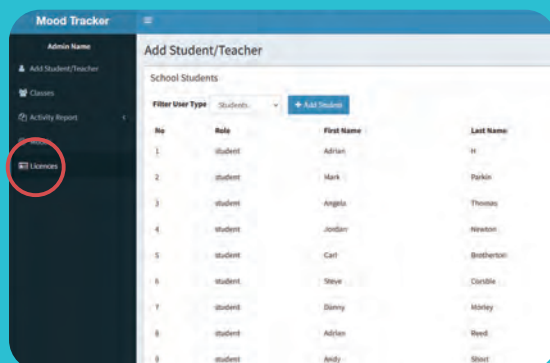 Mood Tracker
Admin Name
Add Student/Teacher
Classes
Activity Report
Licences
Add Student/Teacher
School Students
Filter User Type Students + Add Student
No Role First Name Last Name
1 student Adrian H
2 student Mark Parkin
3 student Angela Thomas
4 student Jordan Newton
5 student Carl Brotherton
6 student Steve
7 student Danny Morley
8 student Adrian Reed
9 student Andy Short